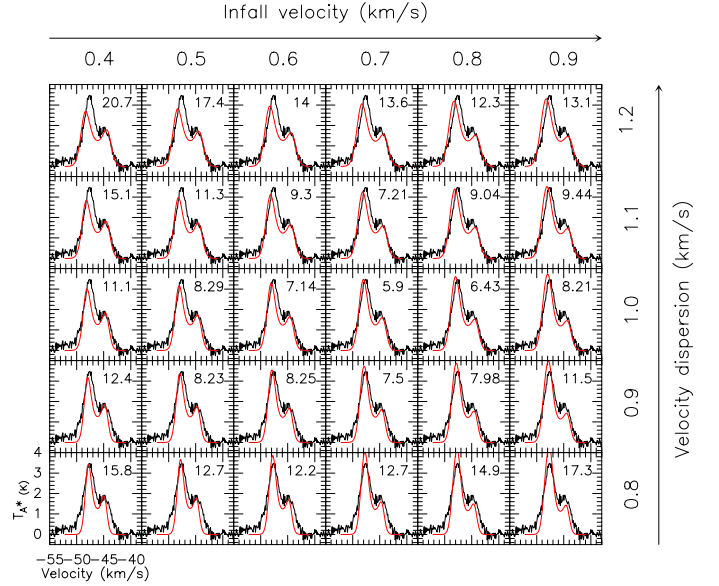 Infall velocity (km/s)
0.4 0.5 0.6 0.7 0.8 0.9
20.7 17.4 14 13.6 12.3 13.1
1.2
15.1 11.3 9.3 7.21 9.04 9.44
1.1
11.1 8.29 7.14 5.9 6.43 8.21
1.0
12.4 8.23 8.25 7.5 7.98 11.5
0.9
15.8 12.7 12.2 12.7 14.9 17.3
0.8
Velocity dispersion (km/s)
4
3
2
1
0
T_A* (K)
−55−50−45−40
Velocity (km/s)